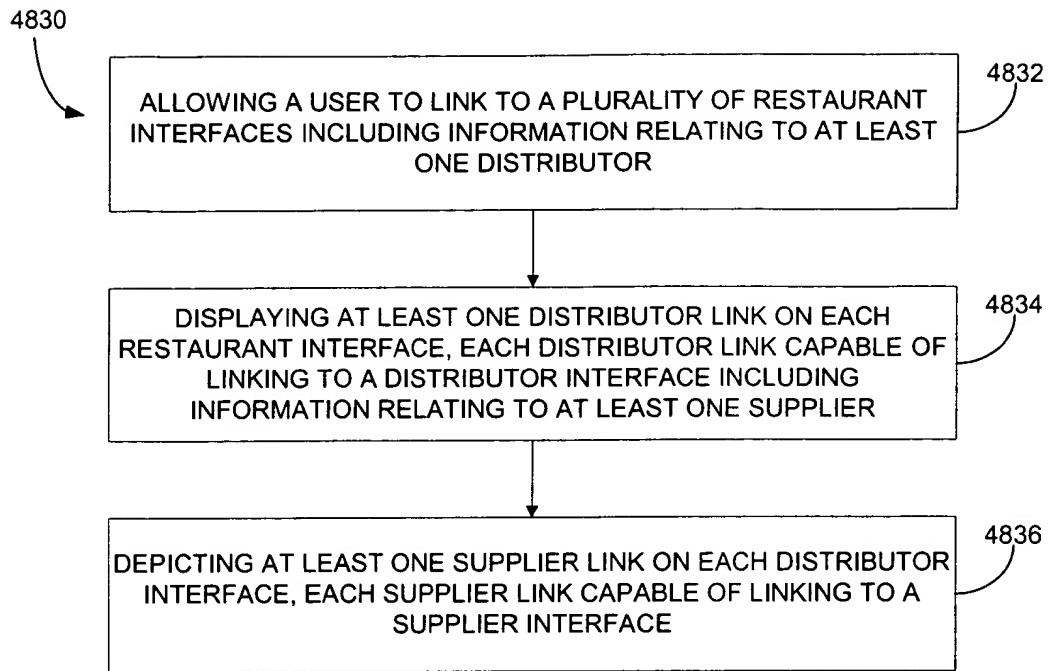 4830
4832
ALLOWING A USER TO LINK TO A PLURALITY OF RESTAURANT
INTERFACES INCLUDING INFORMATION RELATING TO AT LEAST
ONE DISTRIBUTOR
4834
DISPLAYING AT LEAST ONE DISTRIBUTOR LINK ON EACH
RESTAURANT INTERFACE, EACH DISTRIBUTOR LINK CAPABLE OF
LINKING TO A DISTRIBUTOR INTERFACE INCLUDING
INFORMATION RELATING TO AT LEAST ONE SUPPLIER
4836
DEPICTING AT LEAST ONE SUPPLIER LINK ON EACH DISTRIBUTOR
INTERFACE, EACH SUPPLIER LINK CAPABLE OF LINKING TO A
SUPPLIER INTERFACE